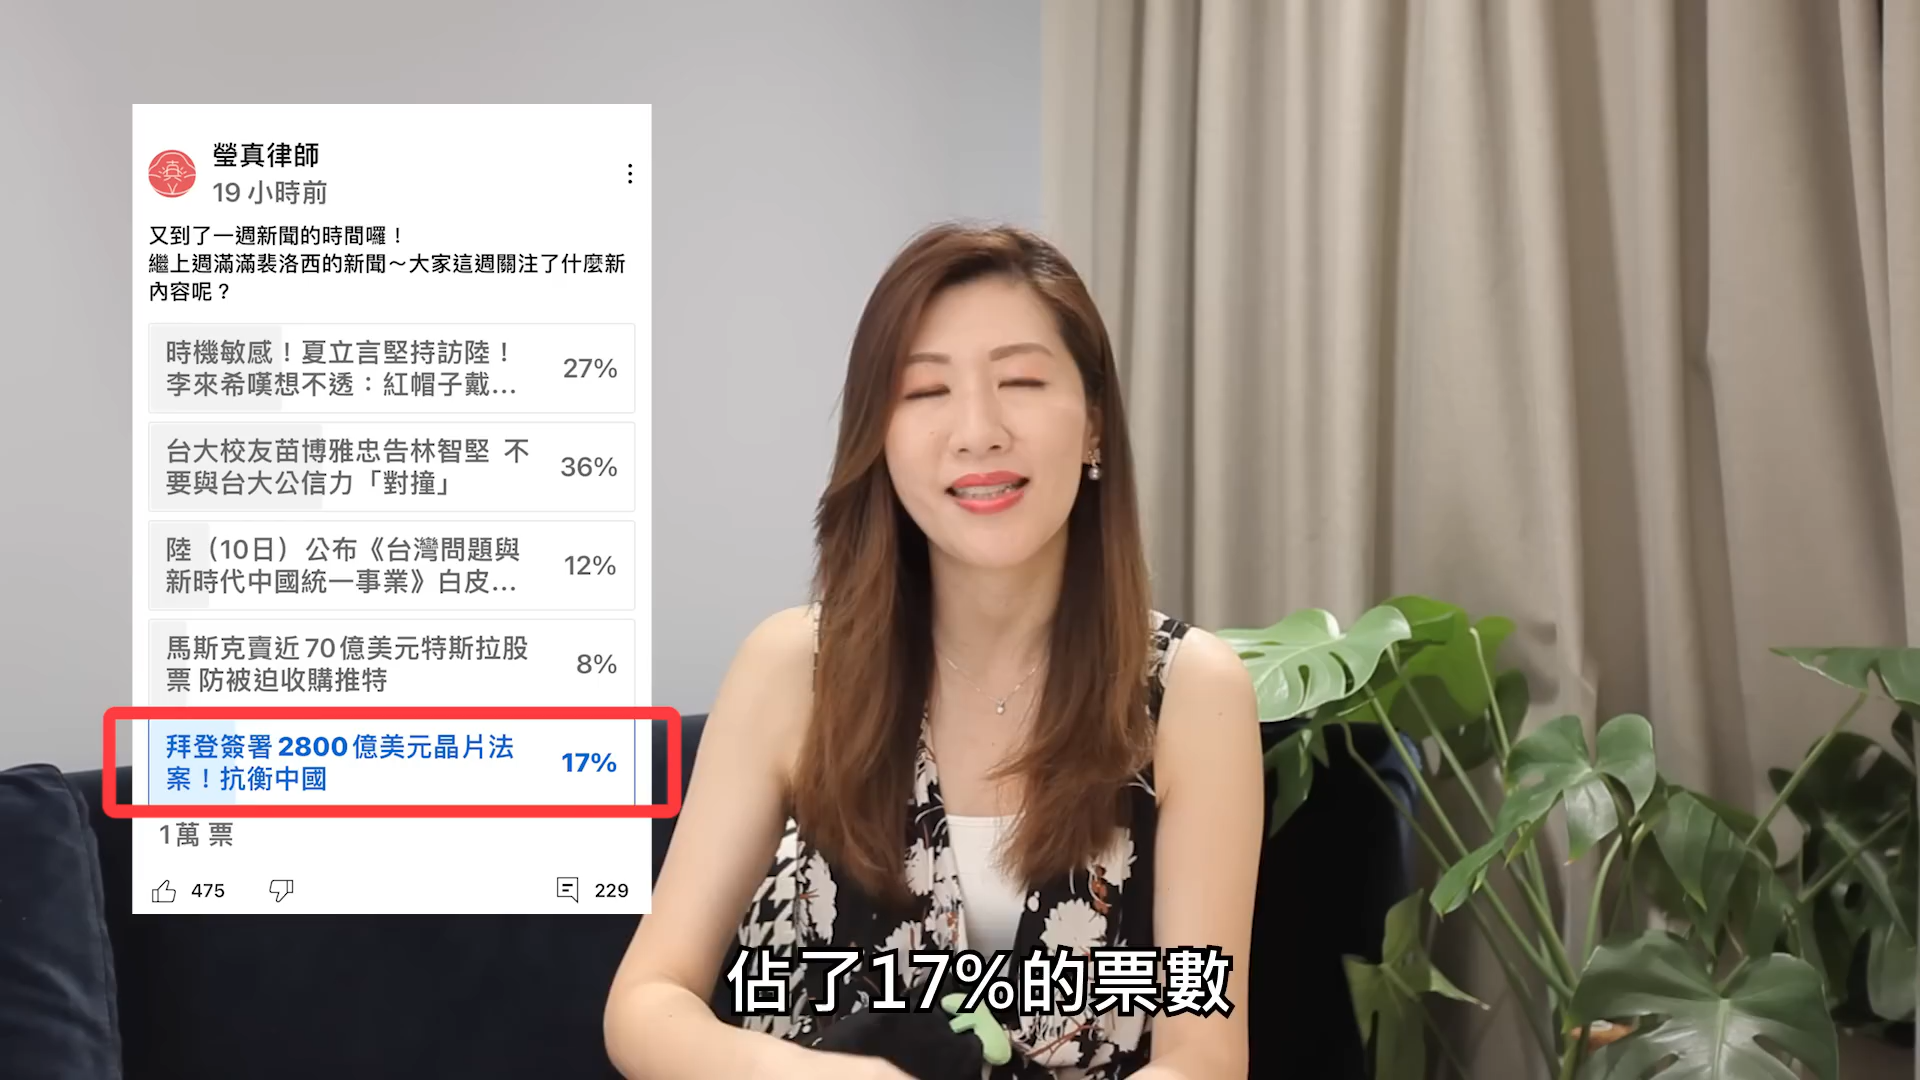 瑩真律師
19 小時前
又到了一週新聞的時間囉！
繼上週滿滿裴洛西的新聞～大家這週關注了什麼新
內容呢？
時機敏感！夏立言堅持訪陸！
李來希嘆想不透：紅帽子戴...
27%
台大校友苗博雅忠告林智堅 不
要與台大公信力「對撞」
36%
陸（10日）公布《台灣問題與
新時代中國統一事業》白皮...
12%
馬斯克賣近70億美元特斯拉股
票 防被迫收購推特
8%
拜登簽署2800億美元晶片法
案！抗衡中國
17%
1萬 票
475
229
佔了17%的票數